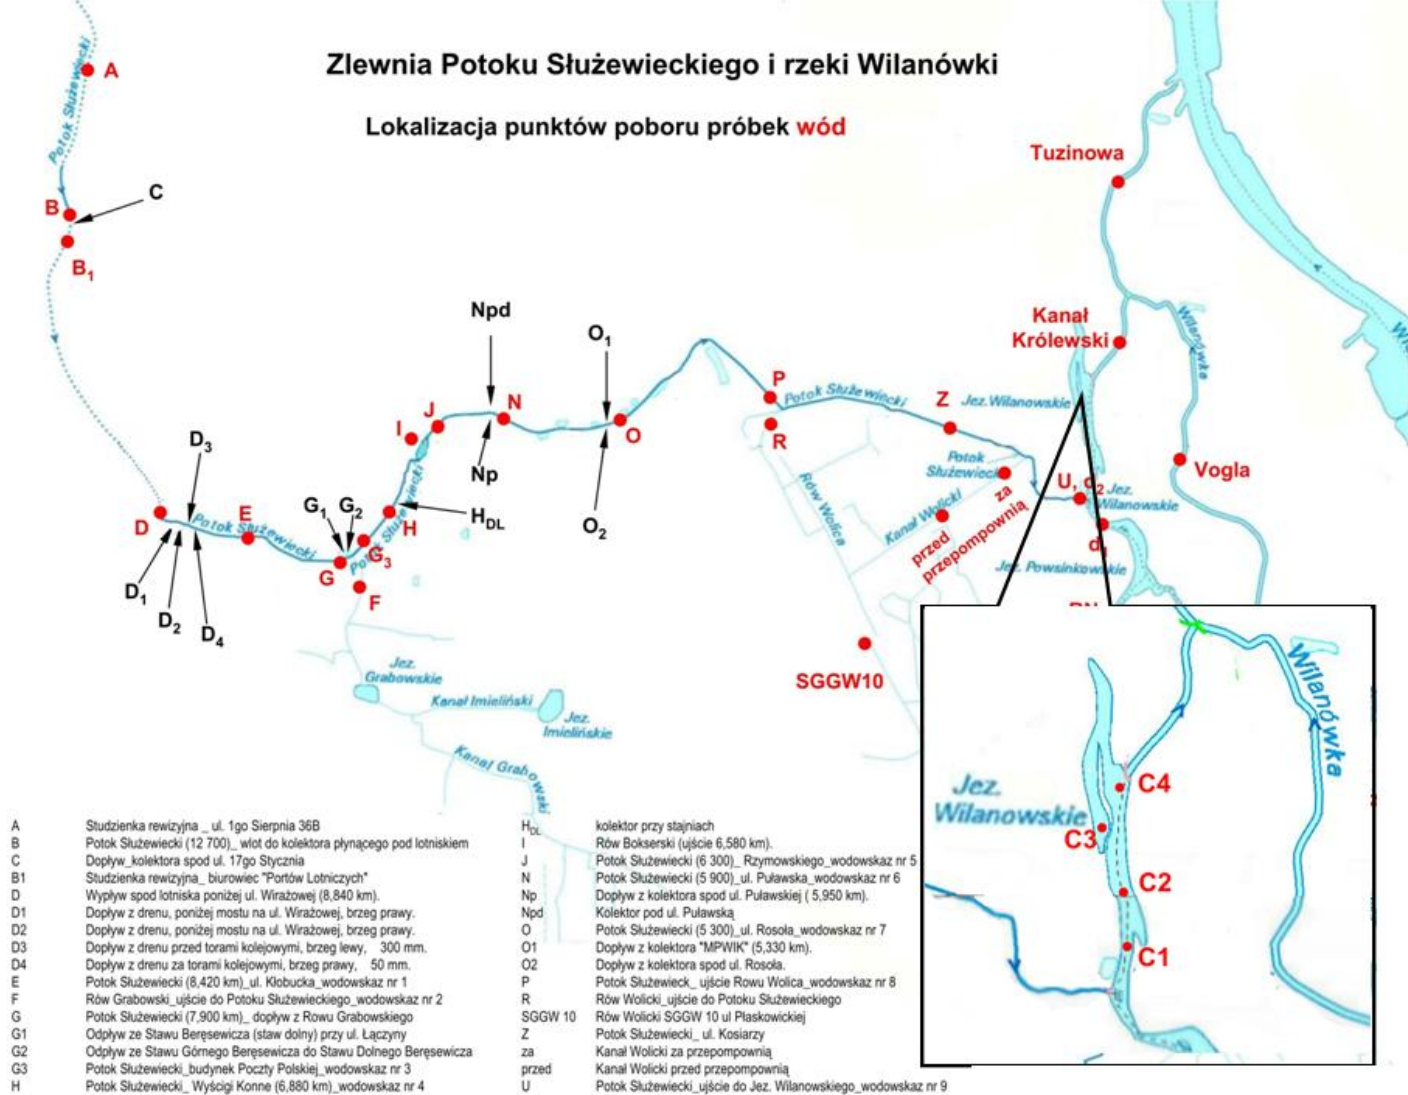 Zlewnia Potoku Służewieckiego i rzeki Wilanówki
Lokalizacja punktów poboru próbek wód
Potok Służewiecki
A
B
C
B1
Tuzinowa
Kanał
Królewski
Wilanówka
Npd
O1
P
Potok Służewiecki
Z
Jez. Wilanowskie
J
I
N
O
R
Np
O2
Vogla
Potok
Służewiecki
za
przepompownią
U, d2
Jez.
Wilanowskie
d1
Kanał Wolicki
przed
Rów Wolica
Jez. Powsinkowskie
D3
D
Potok Służewiecki
E
G1
G2
H
HDL
Potok Służewiecki
G
G3
F
D1
D2
D4
SGGW10
Jez.
Grabowskie
Kanał Imieliński
Jez.
Imielińskie
Kanał Grabowski
Wilanówka
Jez.
Wilanowskie
C4
C3
C2
C1
A Studzienka rewizyjna _ ul. 1go Sierpnia 36B
B Potok Służewiecki (12 700)_ wlot do kolektora płynącego pod lotniskiem
C Dopływ_kolektora spod ul. 17go Stycznia
B1 Studzienka rewizyjna_ biurowiec "Portów Lotniczych"
D Wypływ spod lotniska poniżej ul. Wirażowej (8,840 km).
D1 Dopływ z drenu, poniżej mostu na ul. Wirażowej, brzeg prawy.
D2 Dopływ z drenu, poniżej mostu na ul. Wirażowej, brzeg prawy.
D3 Dopływ z drenu przed torami kolejowymi, brzeg lewy, 300 mm.
D4 Dopływ z drenu za torami kolejowymi, brzeg prawy, 50 mm.
E Potok Służewiecki (8,420 km)_ul. Kłobucka_wodowskaz nr 1
F Rów Grabowski_ujście do Potoku Służewieckiego_wodowskaz nr 2
G Potok Służewiecki (7,900 km)_ dopływ z Rowu Grabowskiego
G1 Odpływ ze Stawu Beręsewicza (staw dolny) przy ul. Łączyny
G2 Odpływ ze Stawu Górnego Beręsewicza do Stawu Dolnego Beręsewicza
G3 Potok Służewiecki_budynek Poczty Polskiej_wodowskaz nr 3
H Potok Służewiecki_ Wyścigi Konne (6,880 km)_wodowskaz nr 4
HDL kolektor przy stajniach
I Rów Bokserski (ujście 6,580 km).
J Potok Służewiecki (6 300)_ Rzymowskiego_wodowskaz nr 5
N Potok Służewiecki (5 900)_ul. Puławska_wodowskaz nr 6
Np Dopływ z kolektora spod ul. Puławskiej ( 5,950 km).
Npd Kolektor pod ul. Puławską
O Potok Służewiecki (5 300)_ul. Rosoła_wodowskaz nr 7
O1 Dopływ z kolektora "MPWIK" (5,330 km).
O2 Dopływ z kolektora spod ul. Rosoła.
P Potok Służewieck_ ujście Rowu Wolica_wodowskaz nr 8
R Rów Wolicki_ujście do Potoku Służewieckiego
SGGW 10 Rów Wolicki SGGW 10 ul Płaskowickiej
Z Potok Służewiecki_ ul. Kosiarzy
za Kanał Wolicki za przepompownią
przed Kanał Wolicki przed przepompownią
U Potok Służewiecki_ujście do Jez. Wilanowskiego_wodowskaz nr 9